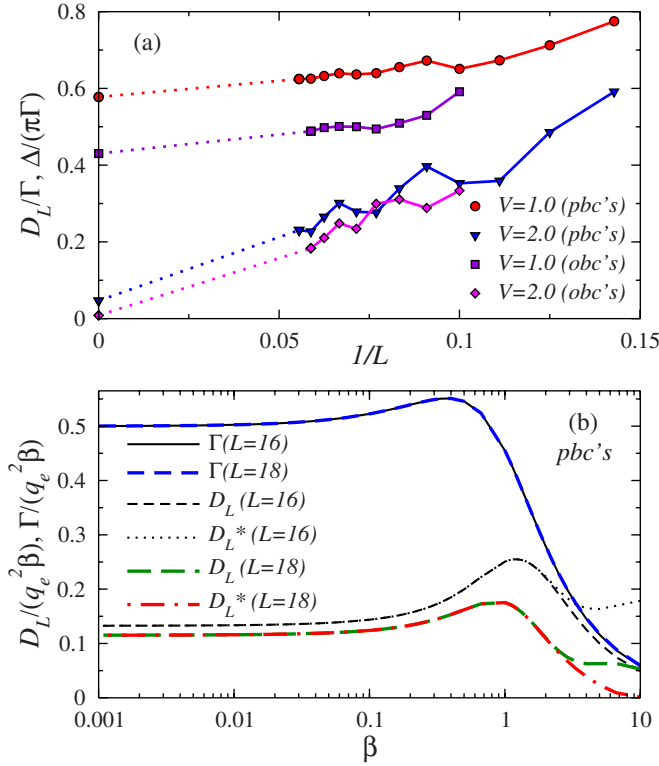 (a)
D_L/Γ, Δ/(πΓ)
0.8
0.6
0.4
0.2
0
V=1.0 (pbc's)
V=2.0 (pbc's)
V=1.0 (obc's)
V=2.0 (obc's)
0 0.05 0.1 0.15
1/L
(b)
pbc's
D_L/(q_e^2β), Γ/(q_e^2β)
0.5
0.4
0.3
0.2
0.1
0
Γ(L=16)
Γ(L=18)
D_L (L=16)
D_L* (L=16)
D_L (L=18)
D_L* (L=18)
0.001 0.01 0.1 1 10
β